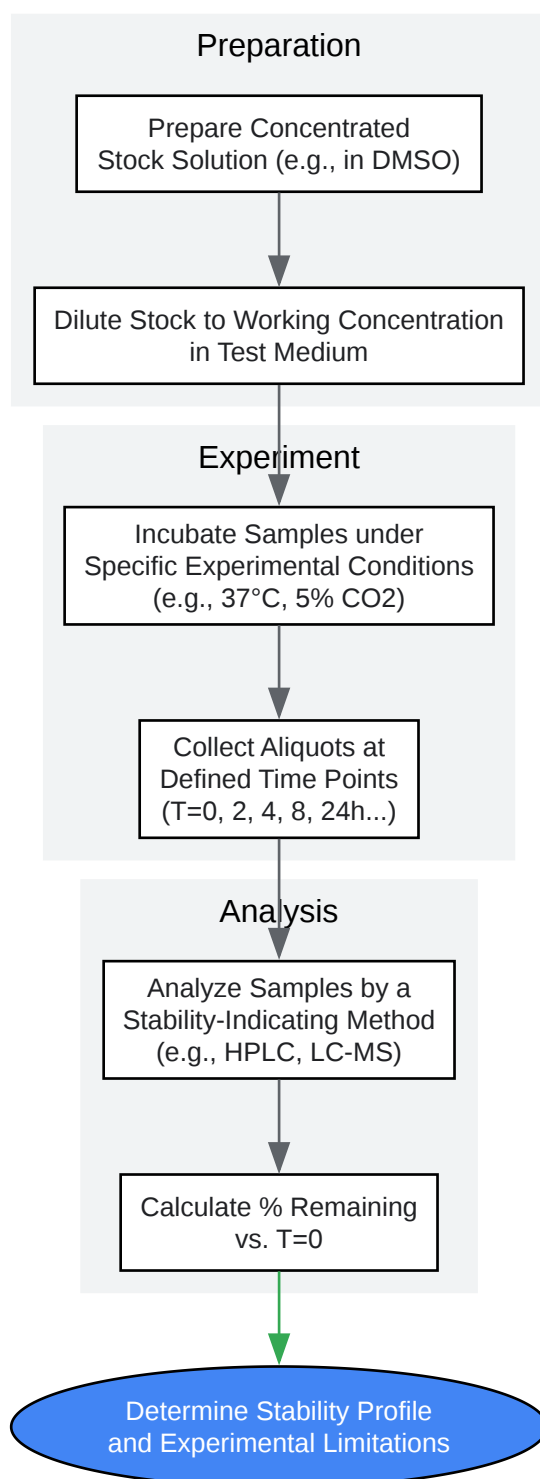 Preparation
Prepare Concentrated
Stock Solution (e.g., in DMSO)
Dilute Stock to Working Concentration
in Test Medium
Experiment
Incubate Samples under
Specific Experimental Conditions
(e.g., 37°C, 5% CO2)
Collect Aliquots at
Defined Time Points
(T=0, 2, 4, 8, 24h...)
Analysis
Analyze Samples by a
Stability-Indicating Method
(e.g., HPLC, LC-MS)
Calculate % Remaining
vs. T=0
Determine Stability Profile
and Experimental Limitations